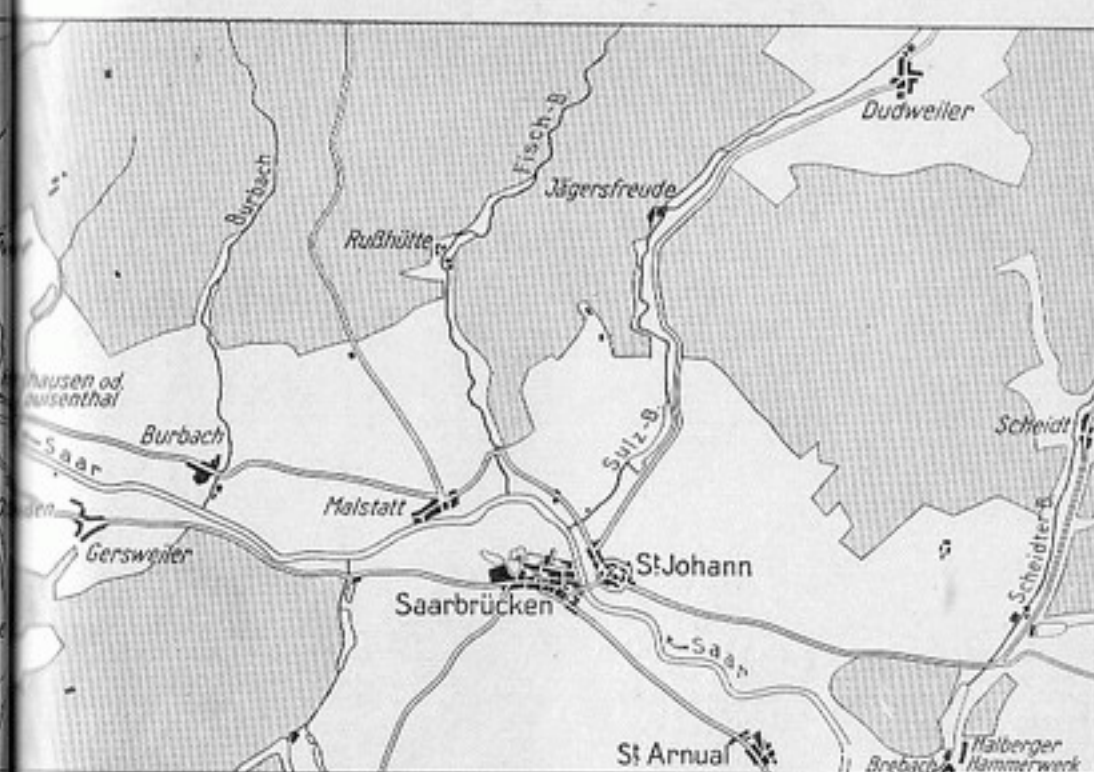 Dudweiler
Fisch-B
Burbach
Jägersfreude
Rußhütte
hausen od.
uisenthal
Burbach
Saar
Sulz-B.
Scheidt
Malstatt
Gersweiler
St Johann
Scheidter B.
Saarbrücken
Saar
St Arnual
Brebach
Halberger
Hammerwerk